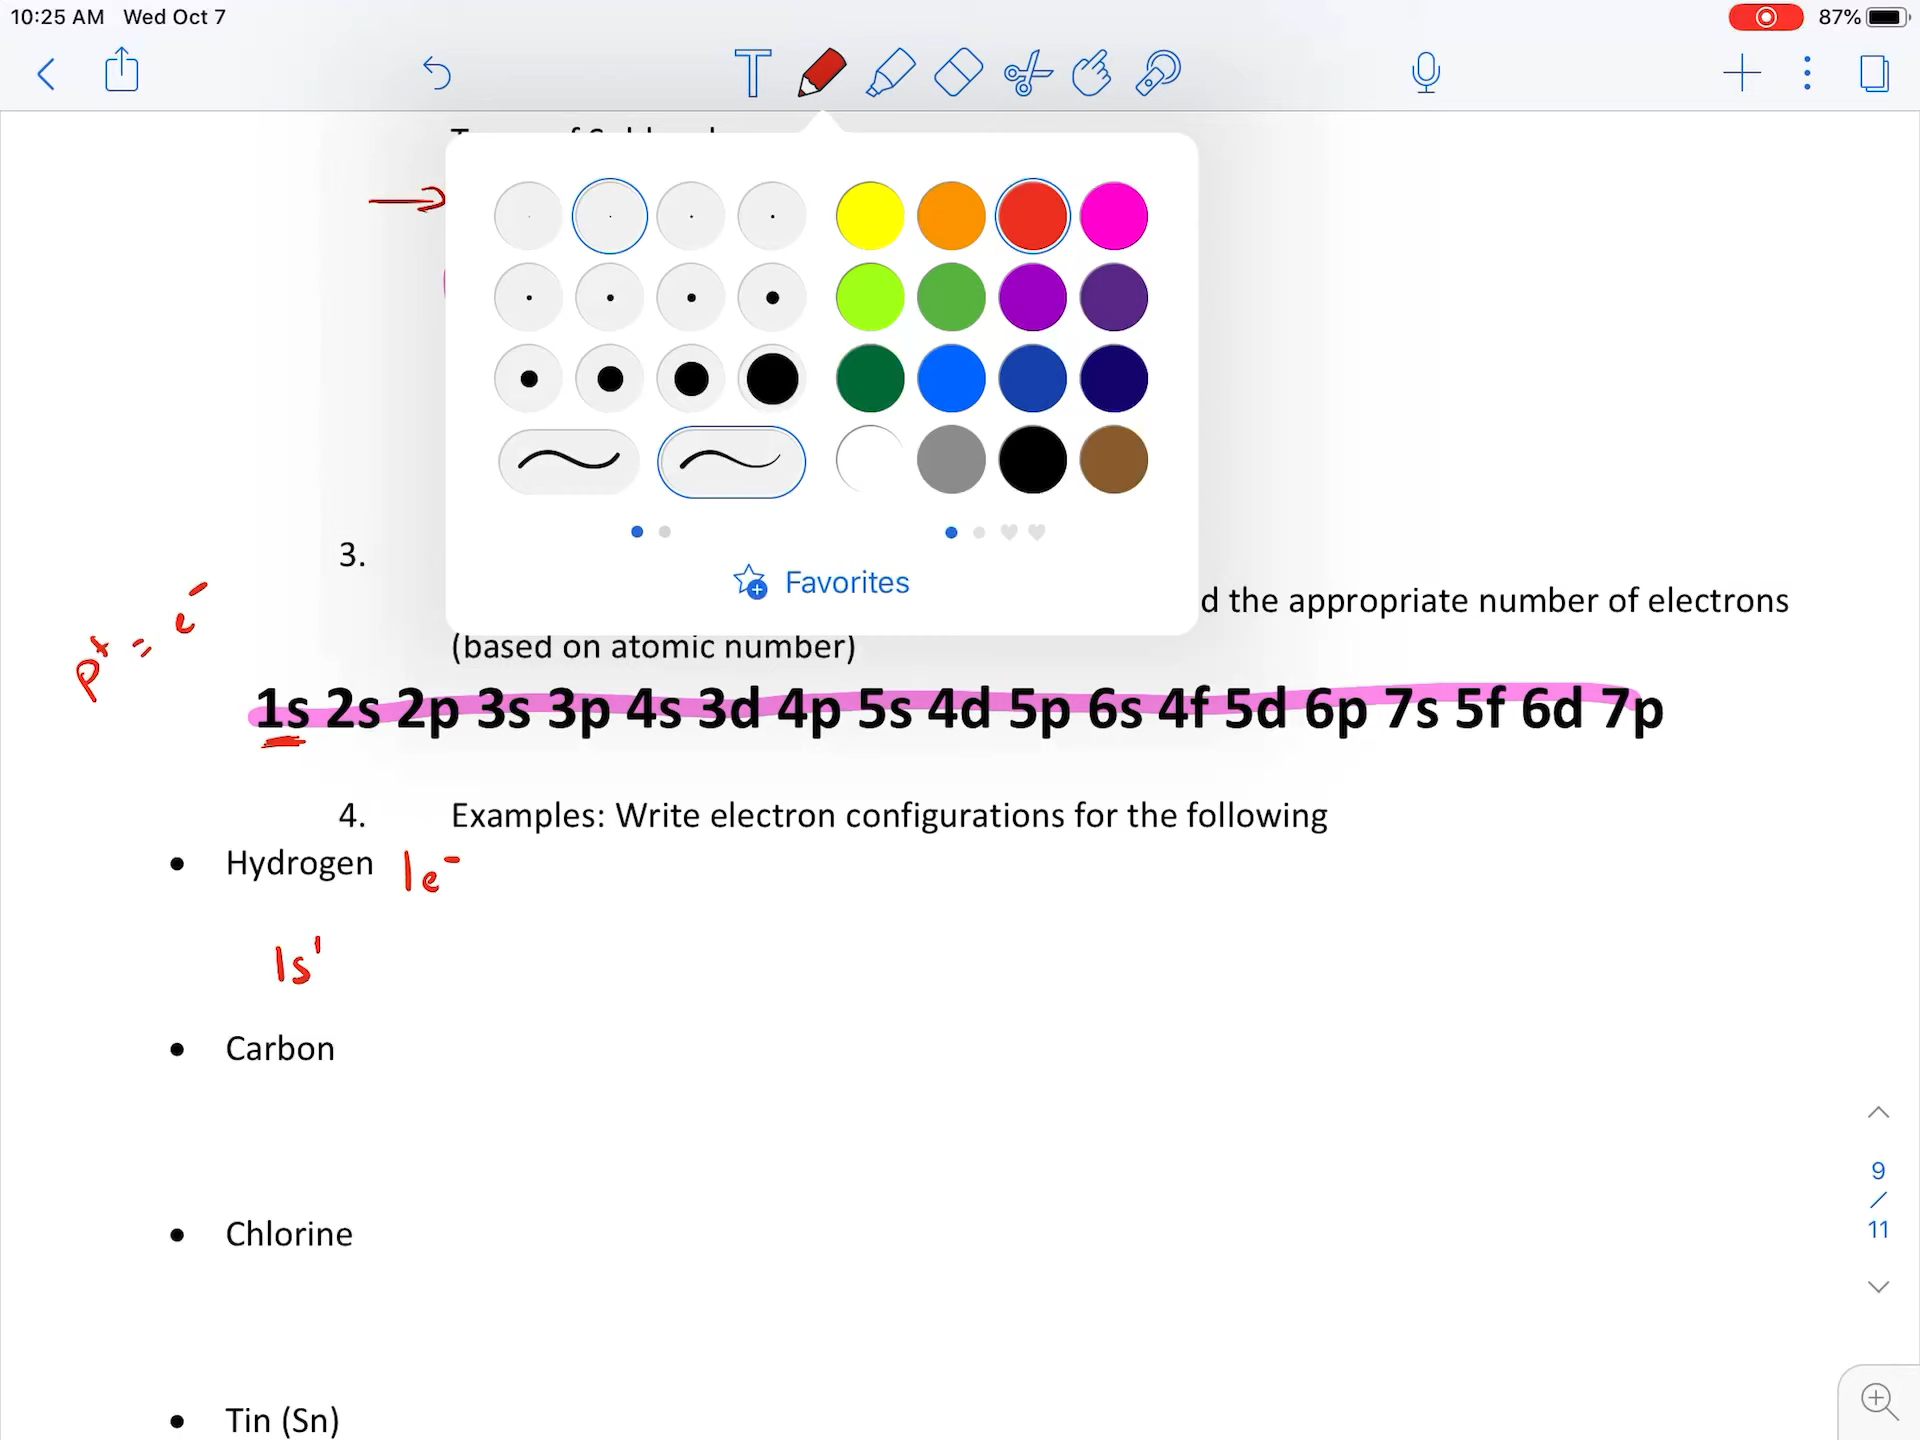 10:25 AM Wed Oct 7
87%
3.
d the appropriate number of electrons
(based on atomic number)
p⁺ = e⁻
1s 2s 2p 3s 3p 4s 3d 4p 5s 4d 5p 6s 4f 5d 6p 7s 5f 6d 7p
4. Examples: Write electron configurations for the following
• Hydrogen 1e⁻
1s¹
• Carbon
• Chlorine
• Tin (Sn)
Favorites
9
/
11